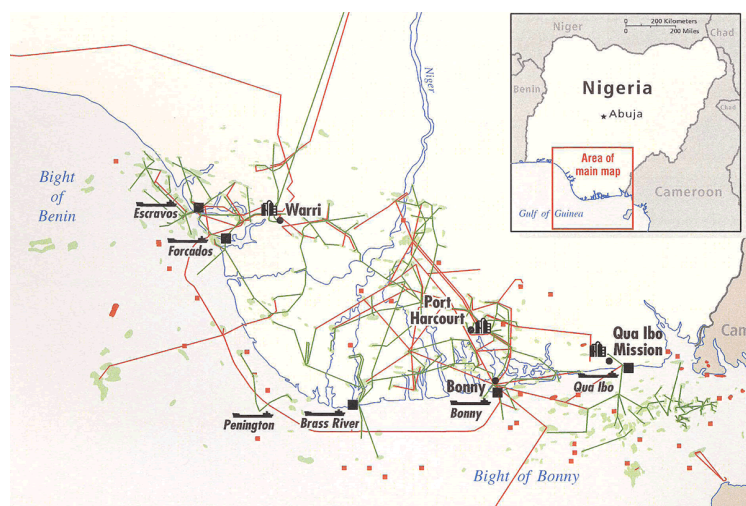 Niger
0 200 Kilometers
0 200 Miles
Chad
Benin
Nigeria
Abuja
Chad
Area of
main map
Cameroon
Gulf of Guinea
Niger
Bight
of
Benin
Escravos
Warri
Forcados
Port
Harcourt
Qua Ibo
Mission
Cam
Bonny
Qua Ibo
Penington
Brass River
Bonny
Bight of Bonny